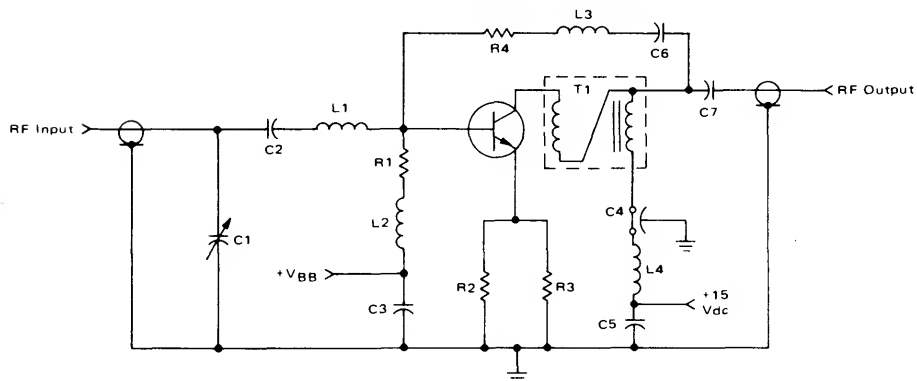 L3
R4
C6
T1
L1
C7
RF Output
RF Input
C2
R1
C1
L2
C4
L4
+VBB
R2
R3
+15
Vdc
C3
C5